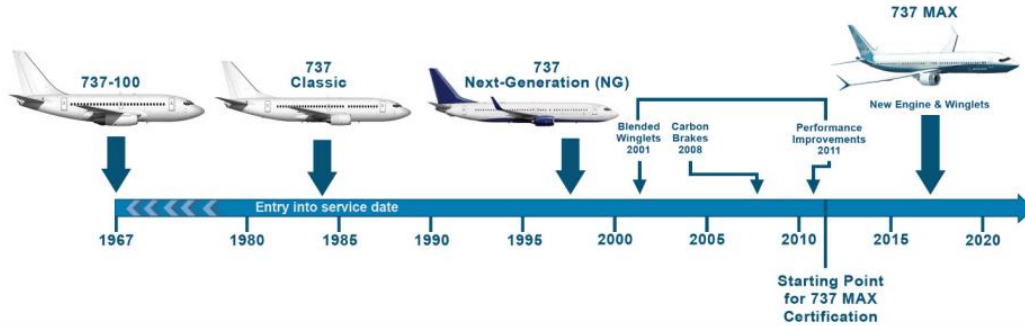 737-100
737
Classic
737
Next-Generation (NG)
737 MAX
New Engine & Winglets
Blended
Winglets
2001
Carbon
Brakes
2008
Performance
Improvements
2011
Entry into service date
1967
1980
1985
1990
1995
2000
2005
2010
2015
2020
Starting Point
for 737 MAX
Certification